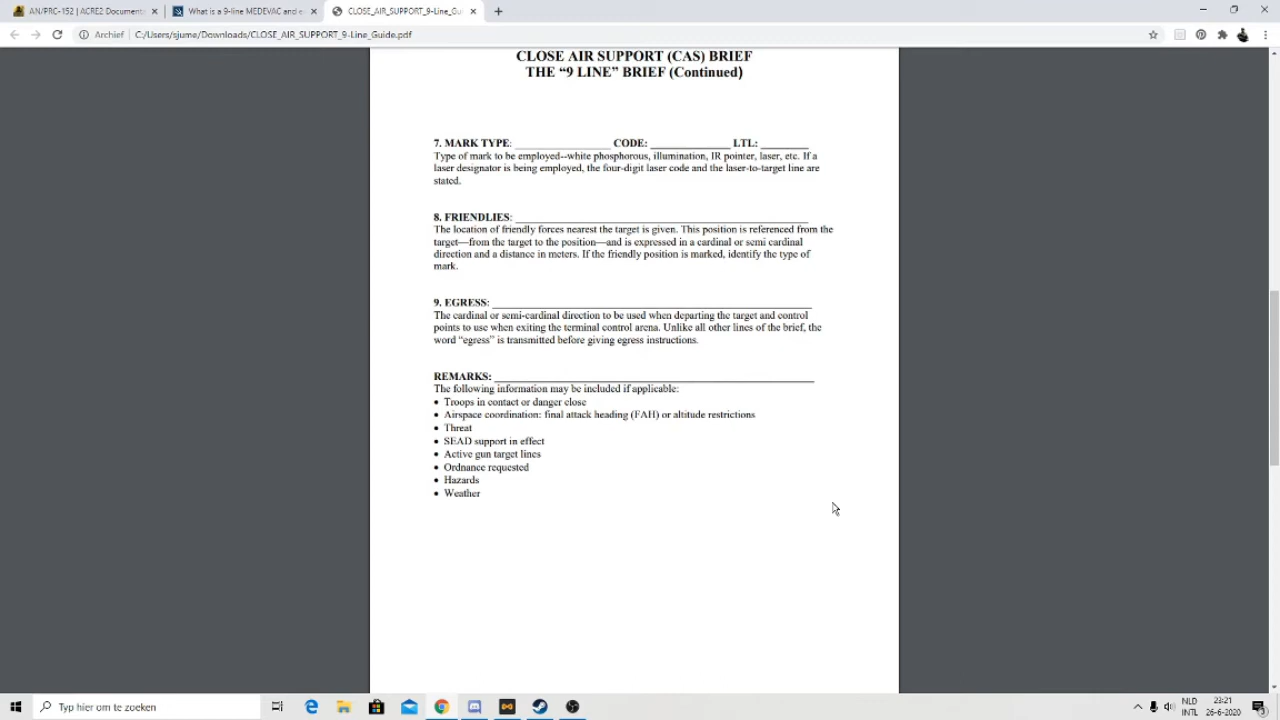 AN/PRC-152 | ACRE2 Documenta
What is a 9-line MEDEVAC and e
CLOSE_AIR_SUPPORT_9-Line_Gu
Archief
C:/Users/sjume/Downloads/CLOSE_AIR_SUPPORT_9-Line_Guide.pdf
CLOSE AIR SUPPORT (CAS) BRIEF
THE “9 LINE” BRIEF (Continued)
7. MARK TYPE: __________________ CODE: _______________ LTL: _________
Type of mark to be employed--white phosphorous, illumination, IR pointer, laser, etc. If a
laser designator is being employed, the four-digit laser code and the laser-to-target line are
stated.
8. FRIENDLIES: ______________________________________________________
The location of friendly forces nearest the target is given. This position is referenced from the
target—from the target to the position—and is expressed in a cardinal or semi cardinal
direction and a distance in meters. If the friendly position is marked, identify the type of
mark.
9. EGRESS: ___________________________________________________________
The cardinal or semi-cardinal direction to be used when departing the target and control
points to use when exiting the terminal control arena. Unlike all other lines of the brief, the
word “egress” is transmitted before giving egress instructions.
REMARKS: ___________________________________________________________
The following information may be included if applicable:
• Troops in contact or danger close
• Airspace coordination: final attack heading (FAH) or altitude restrictions
• Threat
• SEAD support in effect
• Active gun target lines
• Ordnance requested
• Hazards
• Weather
Typ hier om te zoeken
NLD
INTL
23:21
26-6-2020